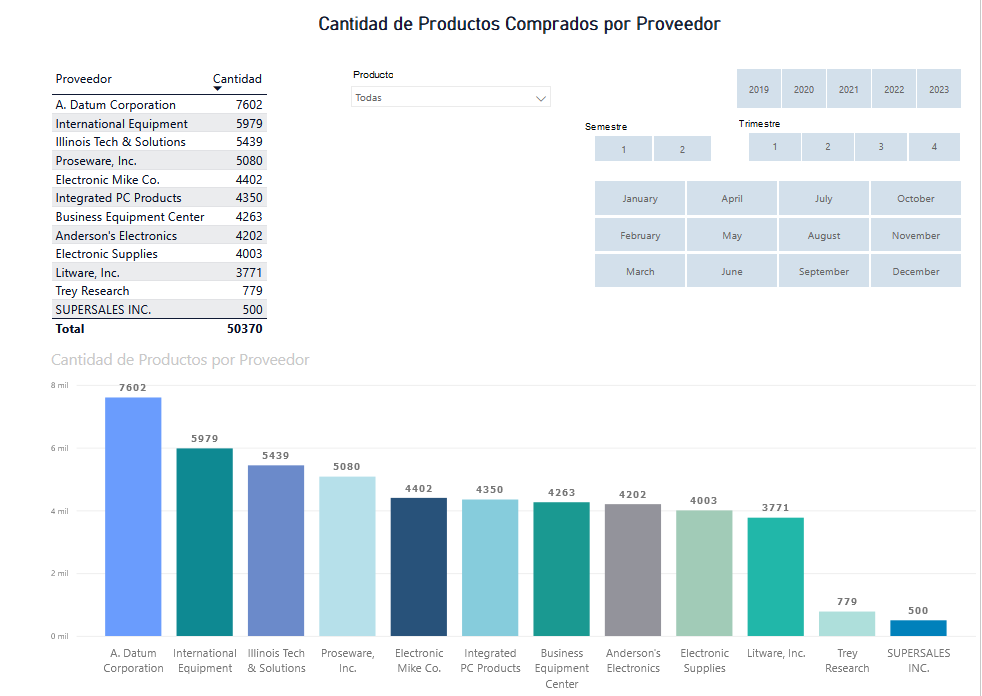 Cantidad de Productos Comprados por Proveedor
Proveedor Cantidad
A. Datum Corporation 7602
International Equipment 5979
Illinois Tech & Solutions 5439
Proseware, Inc. 5080
Electronic Mike Co. 4402
Integrated PC Products 4350
Business Equipment Center 4263
Anderson's Electronics 4202
Electronic Supplies 4003
Litware, Inc. 3771
Trey Research 779
SUPERSALES INC. 500
Total 50370
Producto
Todas
2019 2020 2021 2022 2023
Semestre
1 2
Trimestre
1 2 3 4
January April July October
February May August November
March June September December
Cantidad de Productos por Proveedor
8 mil
6 mil
4 mil
2 mil
0 mil
7602
5979
5439
5080
4402
4350
4263
4202
4003
3771
779
500
A. Datum
Corporation
International
Equipment
Illinois Tech
& Solutions
Proseware,
Inc.
Electronic
Mike Co.
Integrated
PC Products
Business
Equipment
Center
Anderson's
Electronics
Electronic
Supplies
Litware, Inc.
Trey
Research
SUPERSALES
INC.